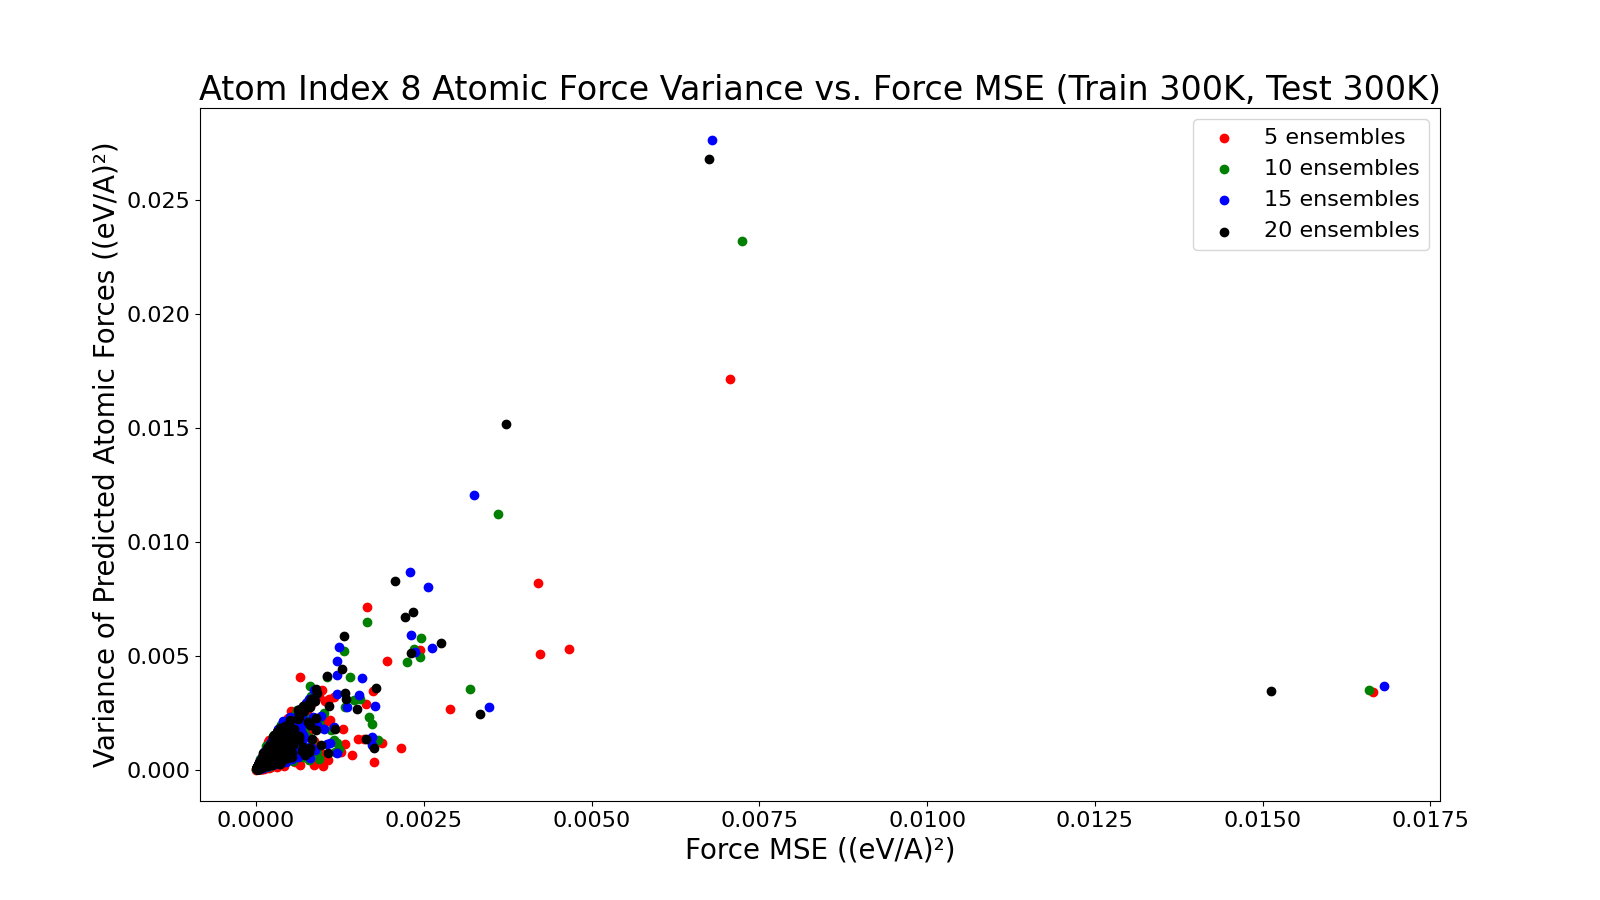 Atom Index 8 Atomic Force Variance vs. Force MSE (Train 300K, Test 300K)
5 ensembles
10 ensembles
15 ensembles
20 ensembles
Variance of Predicted Atomic Forces ((eV/A)²)
0.025
0.020
0.015
0.010
0.005
0.000
0.0000 0.0025 0.0050 0.0075 0.0100 0.0125 0.0150 0.0175
Force MSE ((eV/A)²)